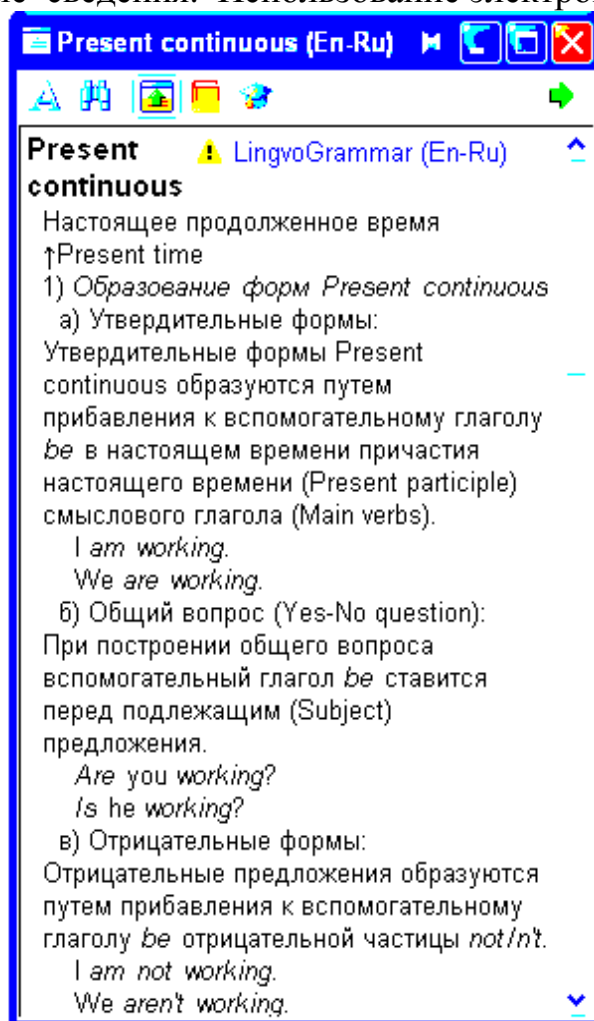 сведения. Использование
Present continuous (En-Ru)
Present continuous LingvoGrammar (En-Ru)
Настоящее продолженное время
↑Present time
1) Образование форм Present continuous
а) Утвердительные формы:
Утвердительные формы Present
continuous образуются путем
прибавления к вспомогательному глаголу
be в настоящем времени причастия
настоящего времени (Present participle)
смыслового глагола (Main verbs).
I am working.
We are working.
б) Общий вопрос (Yes-No question):
При построении общего вопроса
вспомогательный глагол be ставится
перед подлежащим (Subject)
предложения.
Are you working?
Is he working?
в) Отрицательные формы:
Отрицательные предложения образуются
путем прибавления к вспомогательному
глаголу be отрицательной частицы not/n't.
I am not working.
We aren't working.